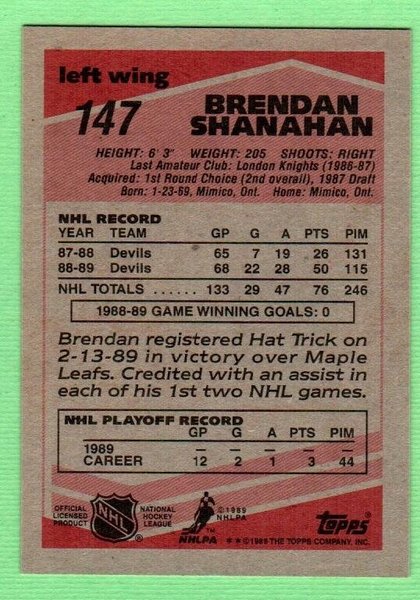 left wing
147
BRENDAN
SHANAHAN
HEIGHT: 6' 3" WEIGHT: 205 SHOOTS: RIGHT
Last Amateur Club: London Knights (1986-87)
Acquired: 1st Round Choice (2nd overall), 1987 Draft
Born: 1-23-69, Mimico, Ont. Home: Mimico, Ont.
NHL RECORD
YEAR TEAM GP G A PTS PIM
87-88 Devils 65 7 19 26 131
88-89 Devils 68 22 28 50 115
NHL TOTALS ...... 133 29 47 76 246
1988-89 GAME WINNING GOALS: 0
Brendan registered Hat Trick on
2-13-89 in victory over Maple
Leafs. Credited with an assist in
each of his 1st two NHL games.
NHL PLAYOFF RECORD
GP G A PTS PIM
1989 — — — — —
CAREER 12 2 1 3 44
OFFICIAL
LICENSED
PRODUCT
NHL
NATIONAL
HOCKEY
LEAGUE
©1989
NHLPA
NHLPA
TOPPS®
* * ©1989 THE TOPPS COMPANY, INC.